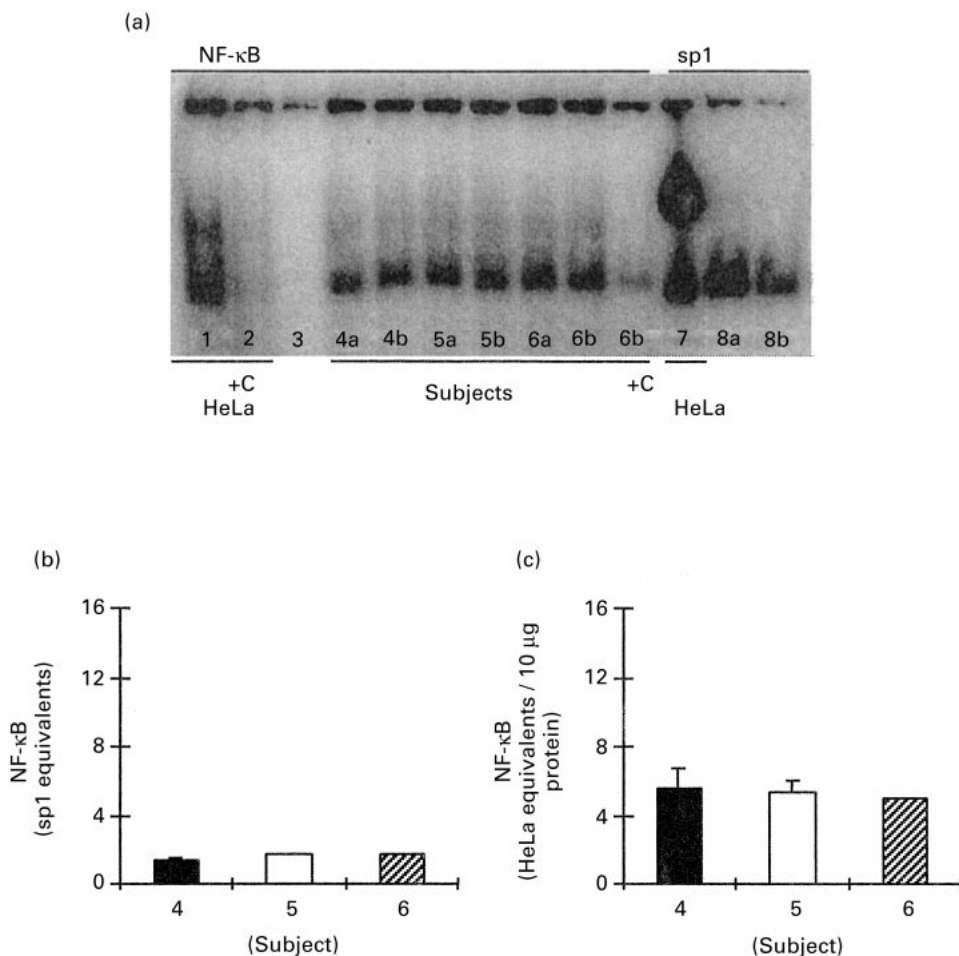 (a)
NF-κB sp1
1 2 3 4a 4b 5a 5b 6a 6b 6b 7 8a 8b
+C Subjects +C HeLa
HeLa
(b)
16
12
8
4
0
NF-κB
(sp1 equivalents)
4 5 6
(Subject)
(c)
16
12
8
4
0
NF-κB
(HeLa equivalents / 10 μg
protein)
4 5 6
(Subject)